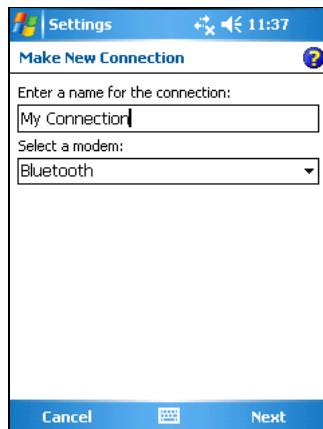 Settings 11:37
Make New Connection
Enter a name for the connection:
My Connection
Select a modem:
Bluetooth
Cancel Next